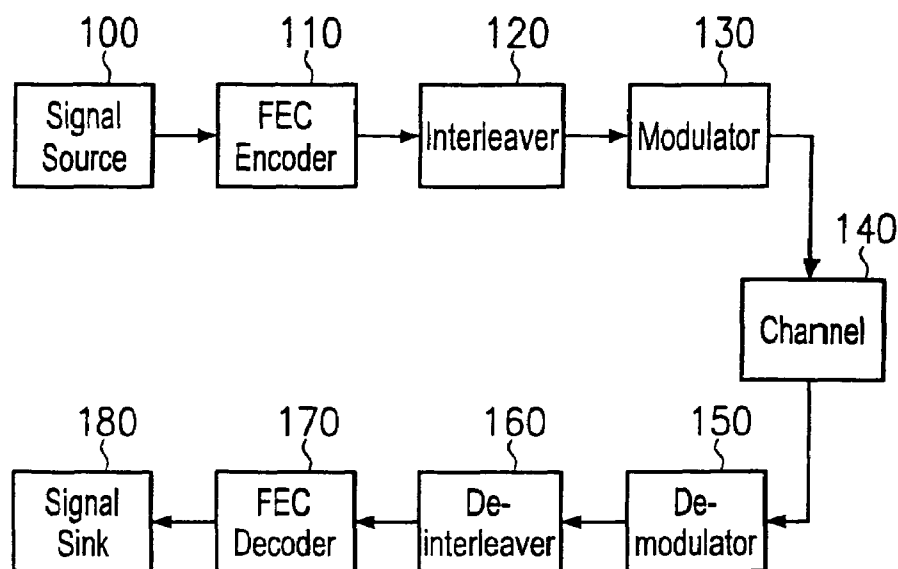 100
110
120
130
Signal
Source
FEC
Encoder
Interleaver
Modulator
140
Channel
180
170
160
150
Signal
Sink
FEC
Decoder
De-
interleaver
De-
modulator